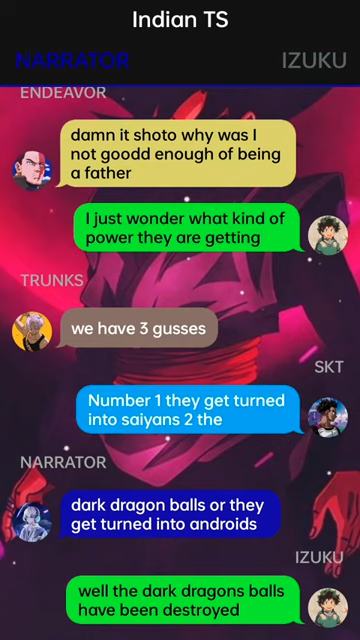 Indian TS
NARRATOR
IZUKU
ENDEAVOR
damn it shoto why was I
not goodd enough of being
a father
I just wonder what kind of
power they are getting
TRUNKS
we have 3 gusses
SKT
Number 1 they get turned
into saiyans 2 the
NARRATOR
dark dragon balls or they
get turned into androids
IZUKU
well the dark dragons balls
have been destroyed